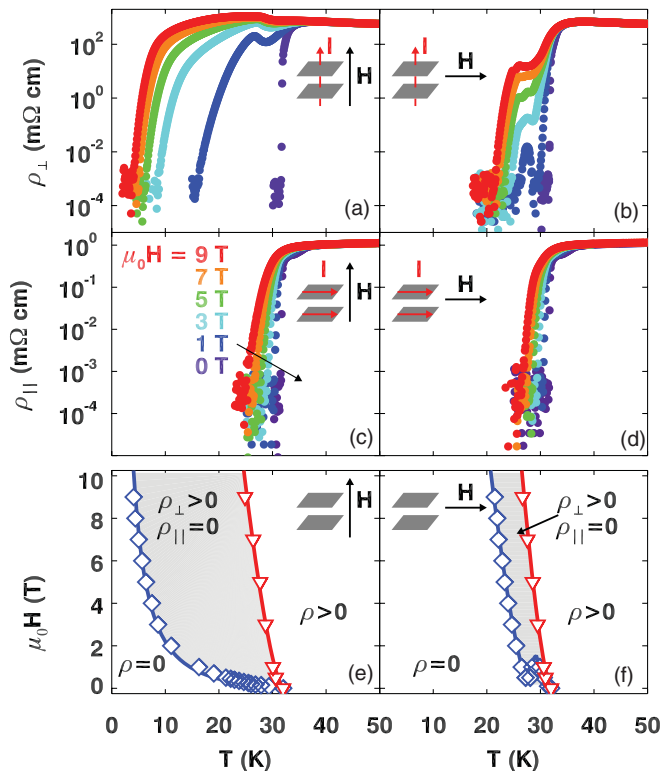 10²
10⁰
10⁻²
10⁻⁴
ρ⊥ (mΩ cm)
I
H
(a)
I
H
(b)
10⁰
10⁻¹
10⁻²
10⁻³
10⁻⁴
ρ|| (mΩ cm)
μ₀H = 9 T
7 T
5 T
3 T
1 T
0 T
I
H
(c)
I
H
(d)
10
8
6
4
2
0
μ₀H (T)
ρ⊥>0
ρ||=0
H
ρ>0
ρ=0
(e)
H
ρ⊥>0
ρ||=0
ρ>0
ρ=0
(f)
0 10 20 30 40 50
20 30 40 50
T (K)
T (K)